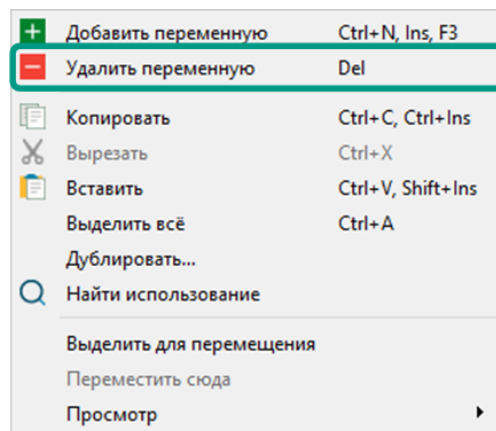 Добавить переменную Ctrl+N, Ins, F3
Удалить переменную Del
Копировать Ctrl+C, Ctrl+Ins
Вырезать Ctrl+X
Вставить Ctrl+V, Shift+Ins
Выделить всё Ctrl+A
Дублировать...
Найти использование
Выделить для перемещения
Переместить сюда
Просмотр